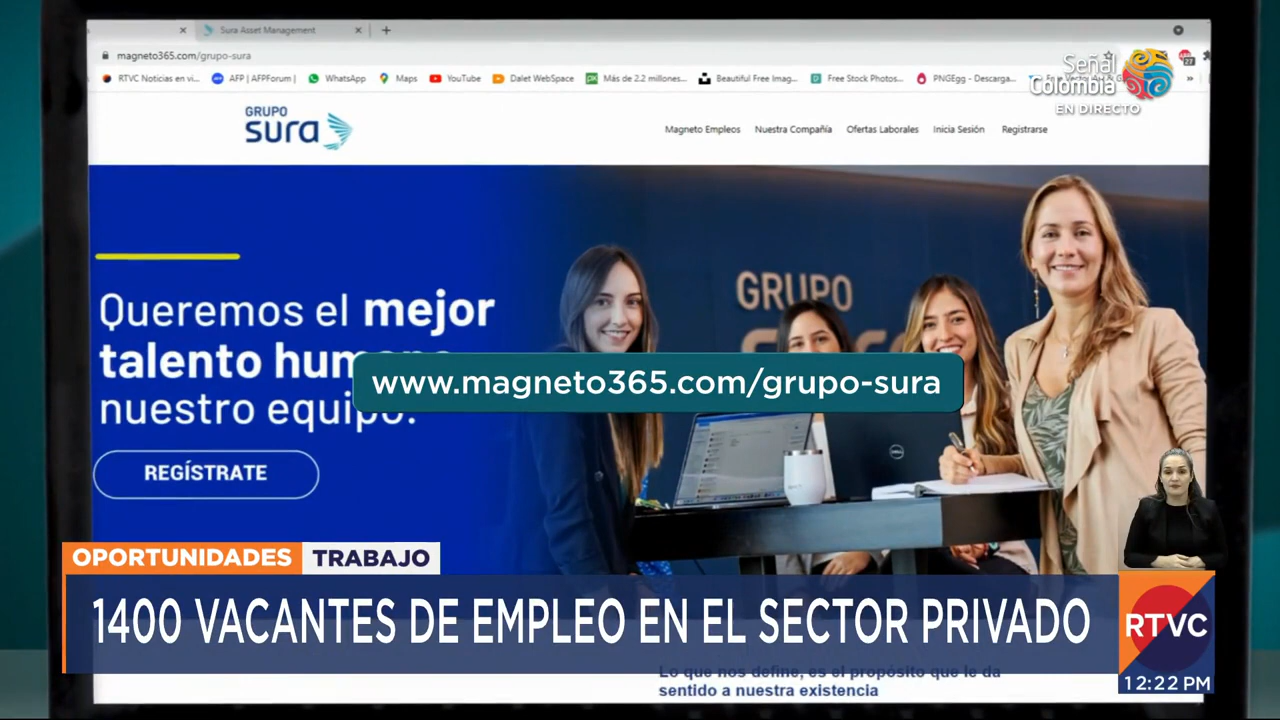 Sura Asset Management
magneto365.com/grupo-sura
RTVC Noticias en vi...
AFP | AFPForum |
WhatsApp
Maps
YouTube
Dalet WebSpace
Más de 2.2 millones...
Beautiful Free Imag...
Free Stock Photos...
PNGEgg - Descarga...
Señal
Colombia
EN DIRECTO
GRUPO
sura
Magneto Empleos
Nuestra Compañía
Ofertas Laborales
Inicia Sesión
Registrarse
Queremos el mejor
talento
nuestro equipo.
GRUPO
www.magneto365.com/grupo-sura
REGÍSTRATE
DELL
OPORTUNIDADES TRABAJO
1400 VACANTES DE EMPLEO EN EL SECTOR PRIVADO
RTVC
12:22 PM
Lo que nos define, es el propósito que le da
sentido a nuestra existencia